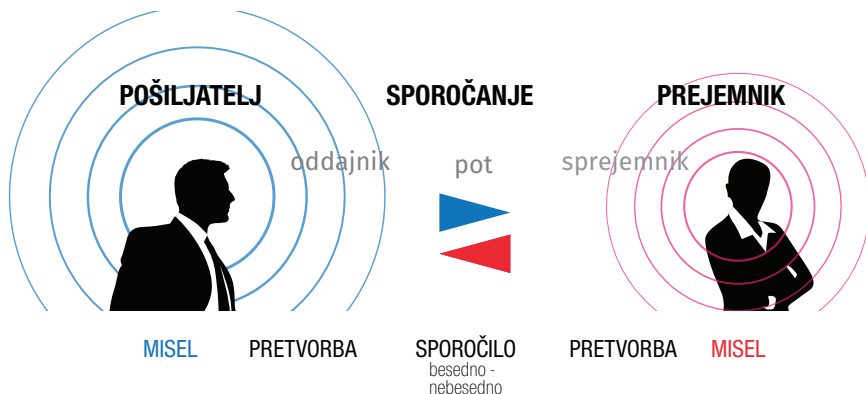 POŠILJATELJ SPOROČANJE PREJEMNIK
oddajnik pot sprejemnik
MISEL PRETVORBA SPOROČILO PRETVORBA MISEL
besedno -
nebesedno